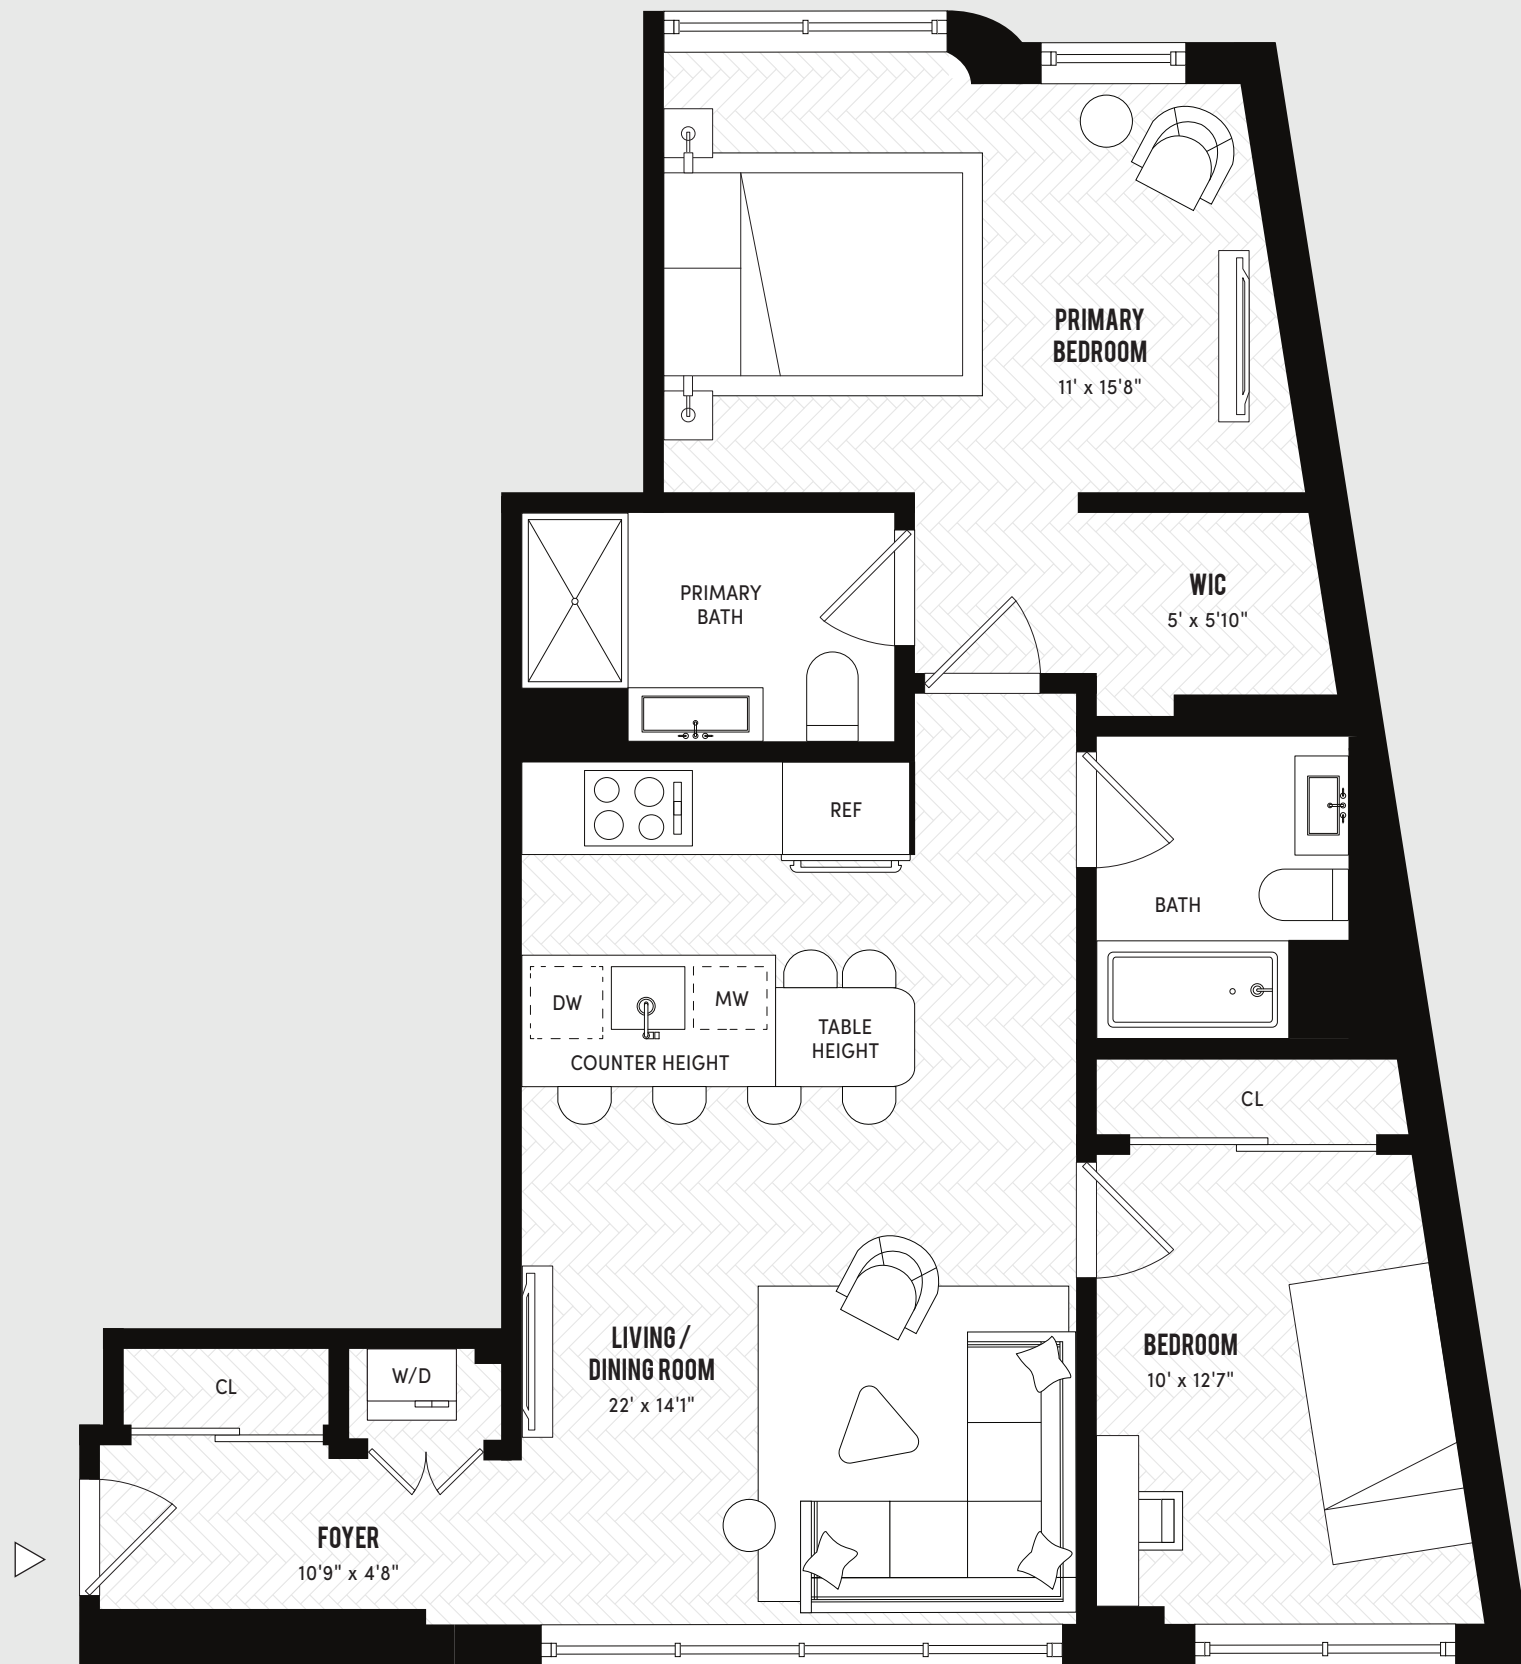 PRIMARY
BEDROOM
11' x 15'8"
PRIMARY
BATH
WIC
5' x 5'10"
REF
BATH
DW
MW
TABLE
HEIGHT
COUNTER HEIGHT
CL
LIVING /
DINING ROOM
22' x 14'1"
BEDROOM
10' x 12'7"
CL
W/D
FOYER
10'9" x 4'8"